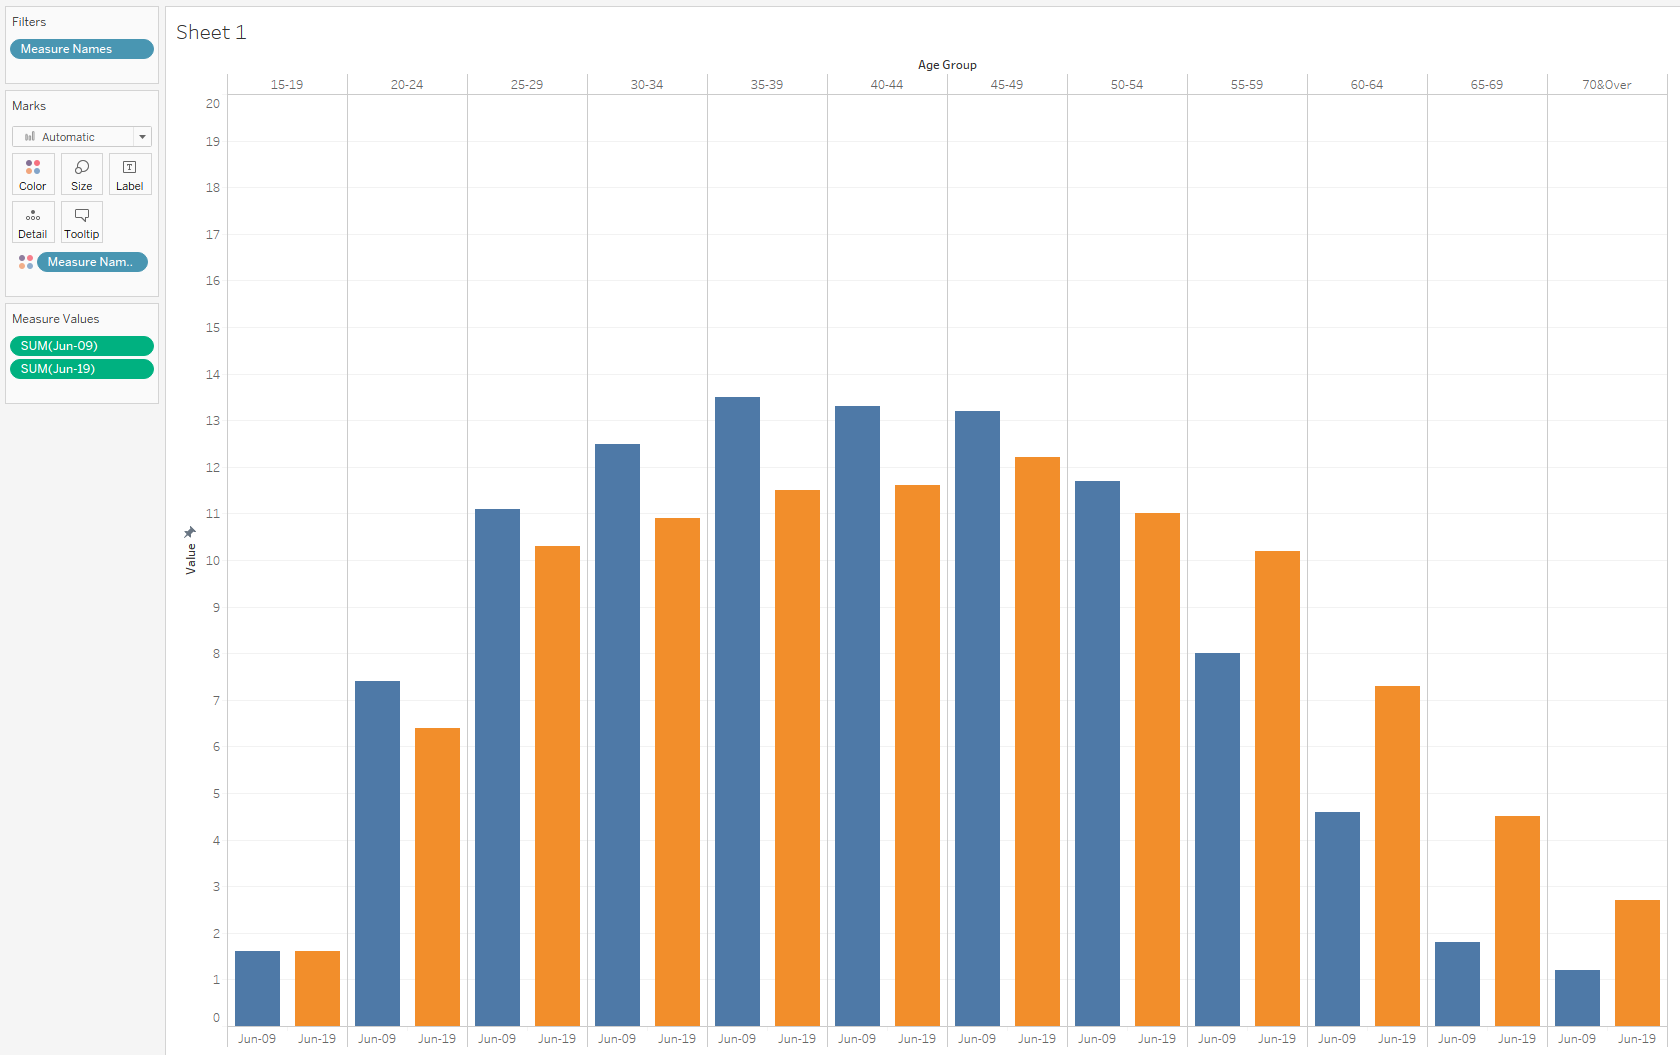 Filters
Measure Names
Marks
Automatic
Color Size Label
Detail Tooltip
Measure Nam..
Measure Values
SUM(Jun-09)
SUM(Jun-19)
Sheet 1
Age Group
15-19 20-24 25-29 30-34 35-39 40-44 45-49 50-54 55-59 60-64 65-69 70&Over
20
19
18
17
16
15
14
13
12
11
10
9
8
7
6
5
4
3
2
1
0
Value
Jun-09 Jun-19 Jun-09 Jun-19 Jun-09 Jun-19 Jun-09 Jun-19 Jun-09 Jun-19 Jun-09 Jun-19 Jun-09 Jun-19 Jun-09 Jun-19 Jun-09 Jun-19 Jun-09 Jun-19 Jun-09 Jun-19 Jun-09 Jun-19